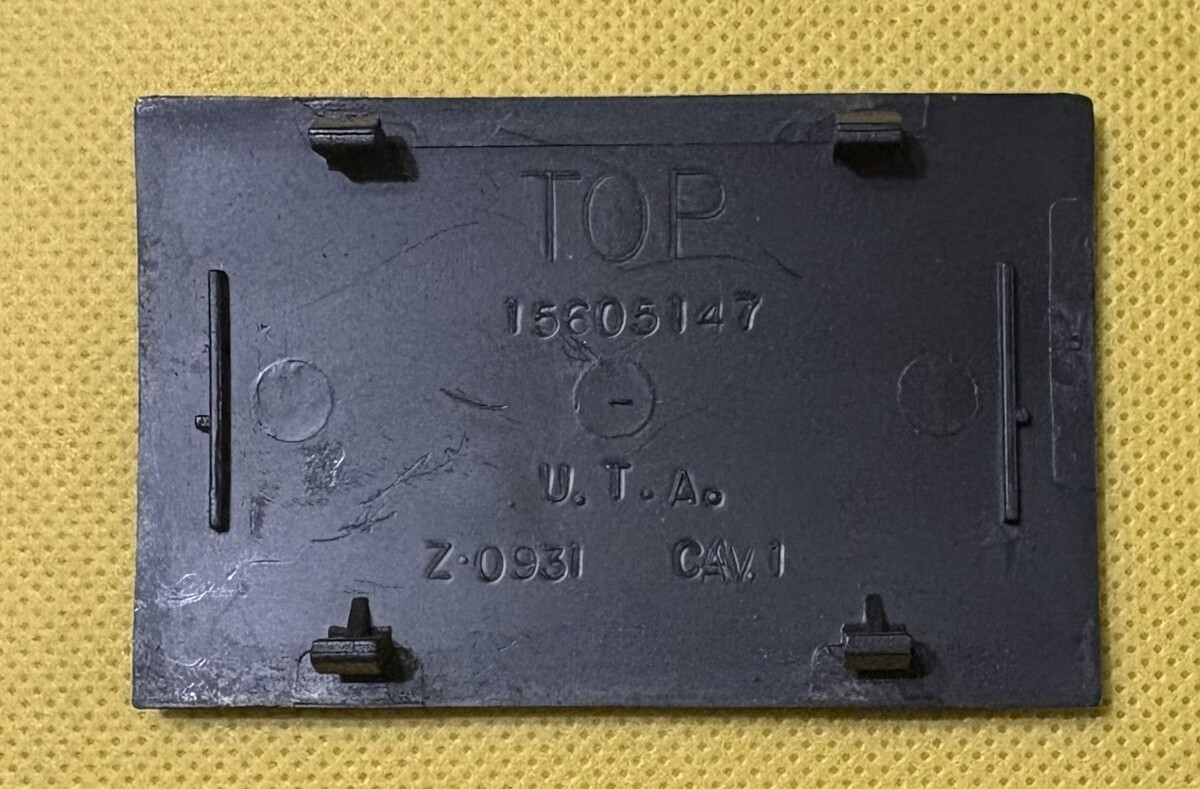 TOP
15605147
-
U.T.A.
Z·0931 CAV.1